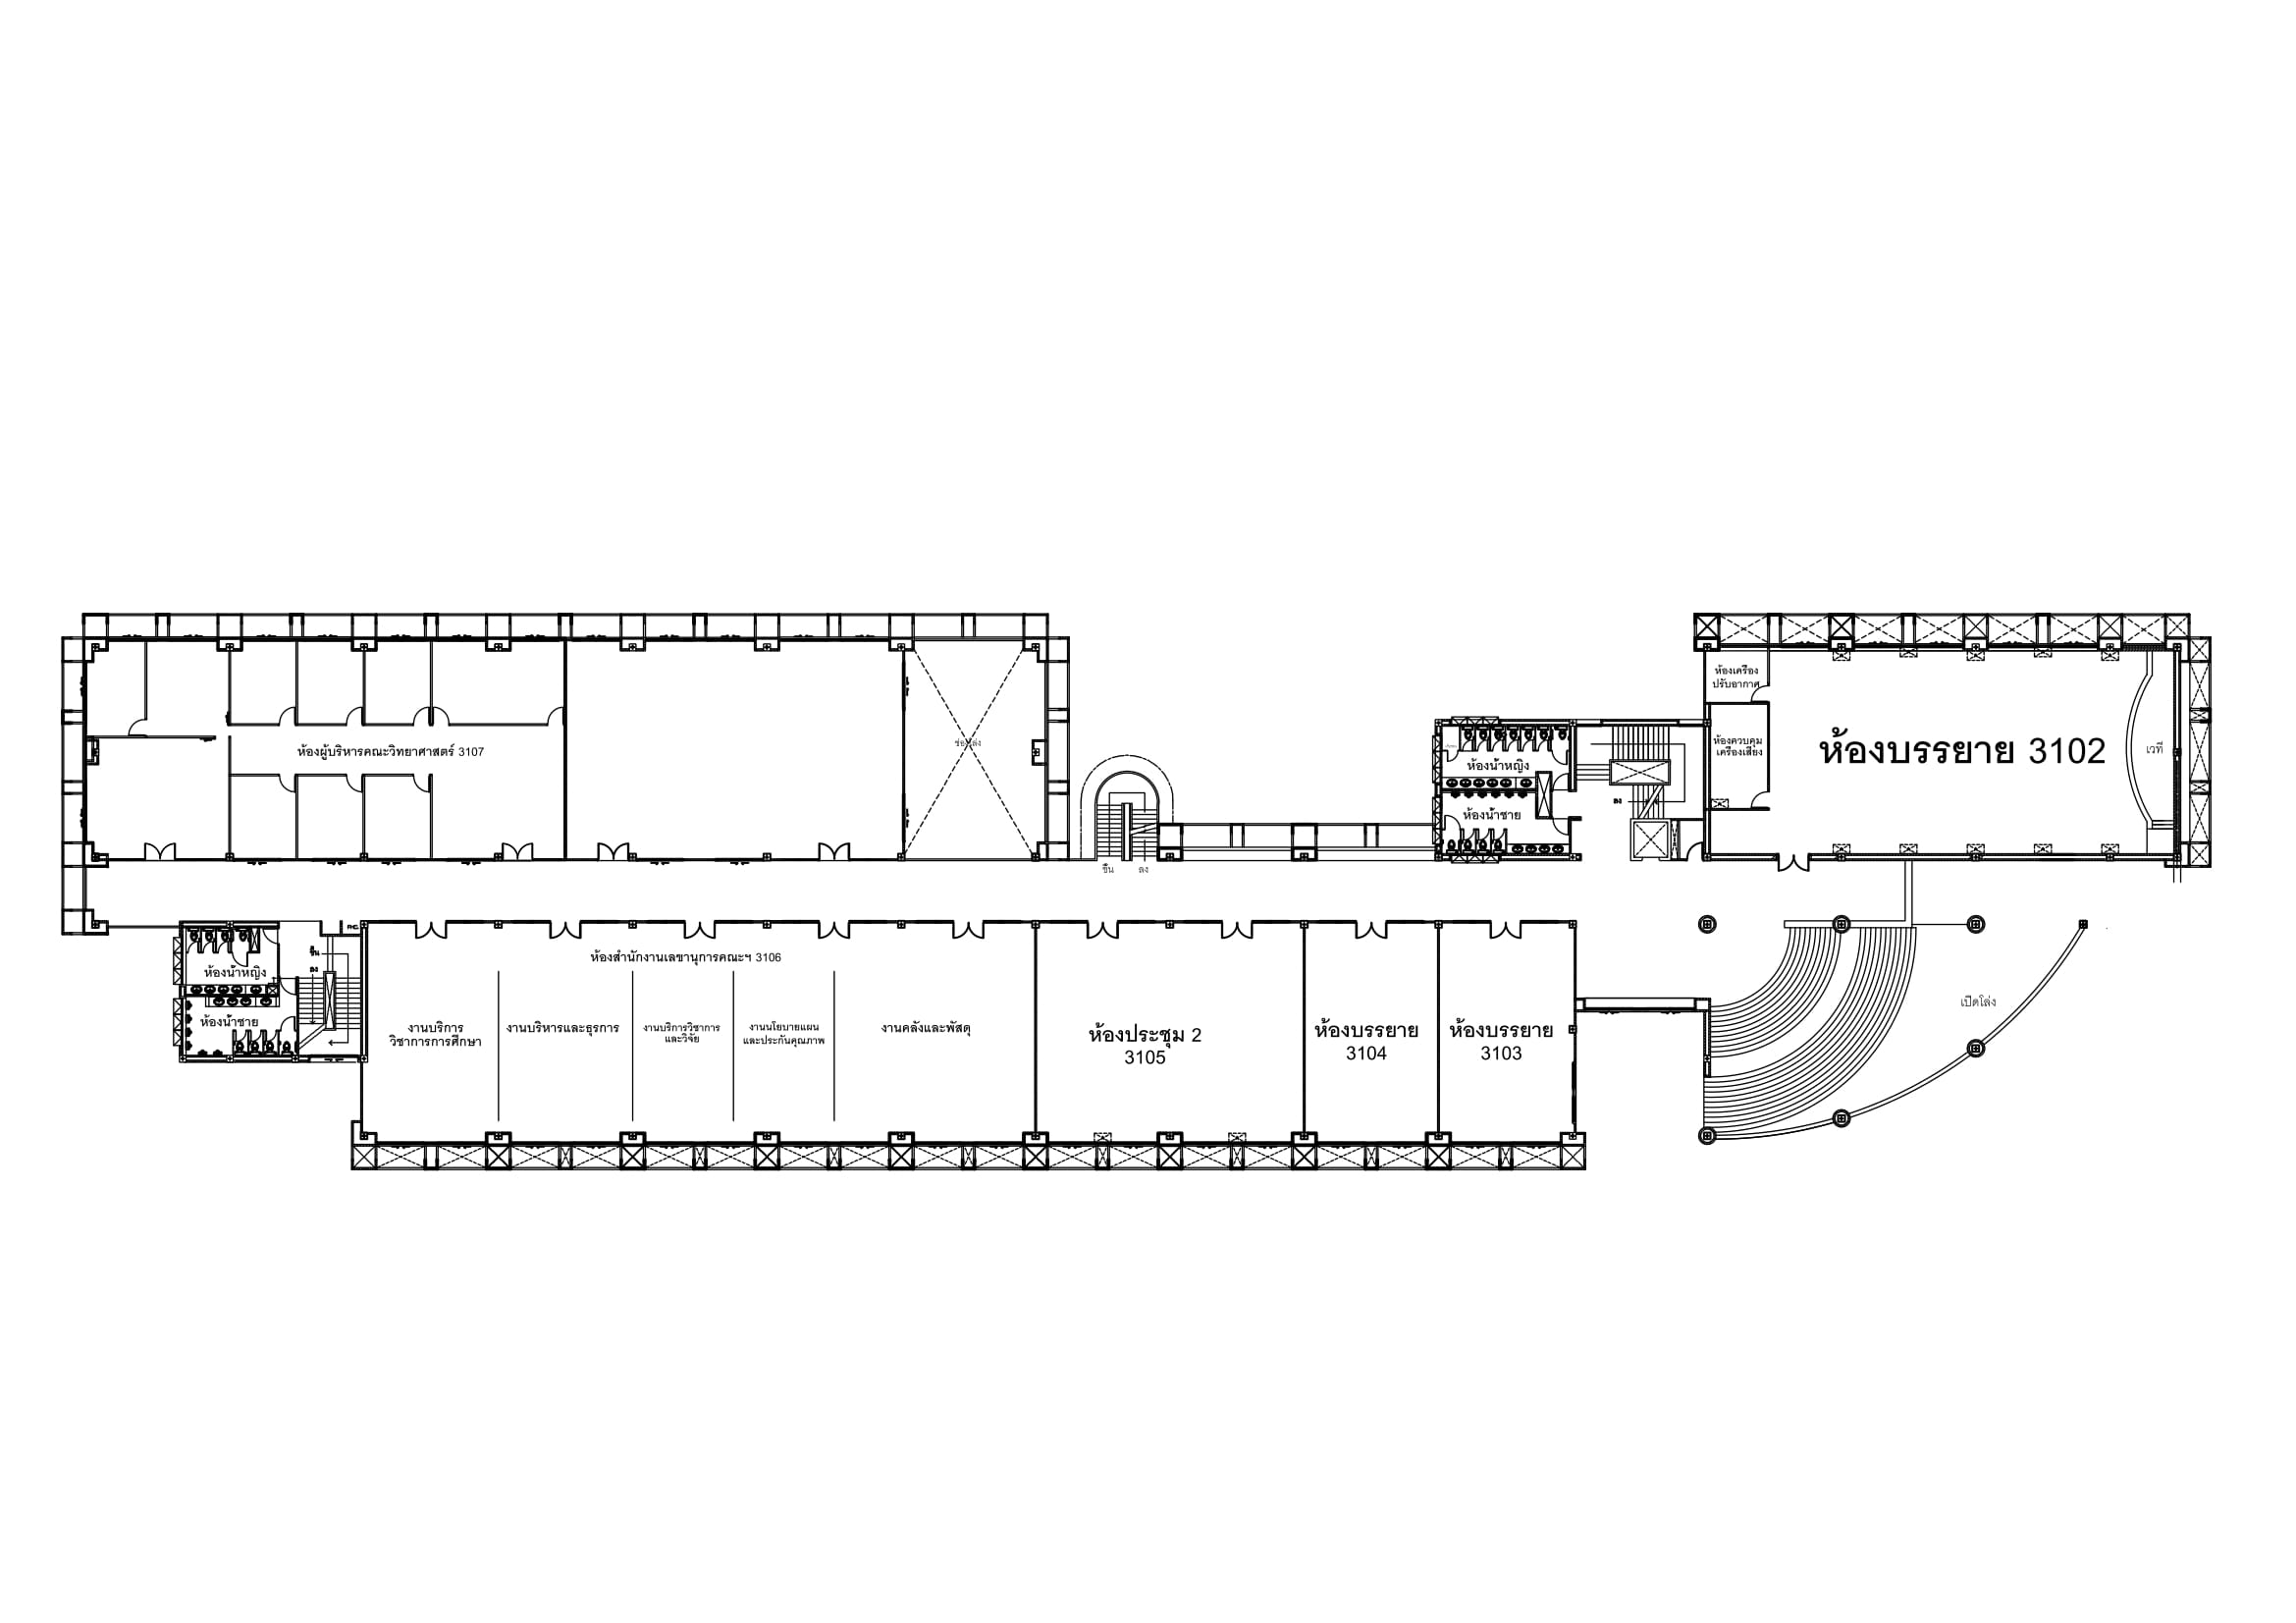 ห้องเครื่อง
ปรับอากาศ
ห้องควบคุม
เครื่องเสียง
ห้องบรรยาย 3102
เวที
ห้องผู้บริหารคณะวิทยาศาสตร์ 3107
ช่องโล่ง
ห้องน้ำหญิง
ห้องน้ำชาย
ลง
ขึ้น
ลง
FHC.
ขึ้น
ลง
ห้องน้ำหญิง
ห้องน้ำชาย
ห้องสำนักงานเลขานุการคณะฯ 3106
งานบริการ
วิชาการการศึกษา
งานบริหารและธุรการ
งานบริการวิชาการ
และวิจัย
งานนโยบายแผน
และประกันคุณภาพ
งานคลังและพัสดุ
ห้องประชุม 2
3105
ห้องบรรยาย
3104
ห้องบรรยาย
3103
เปิดโล่ง